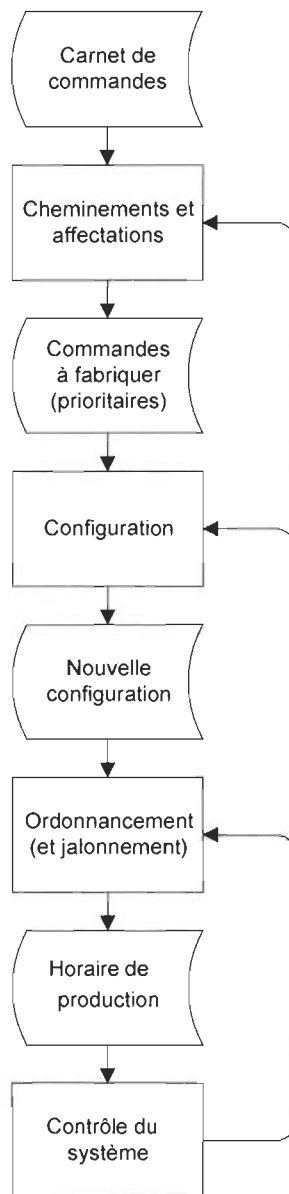 Carnet de
commandes
Cheminements et
affectations
Commandes
à fabriquer
(prioritaires)
Configuration
Nouvelle
configuration
Ordonnancement
(et jalonnement)
Horaire de
production
Contrôle du
système